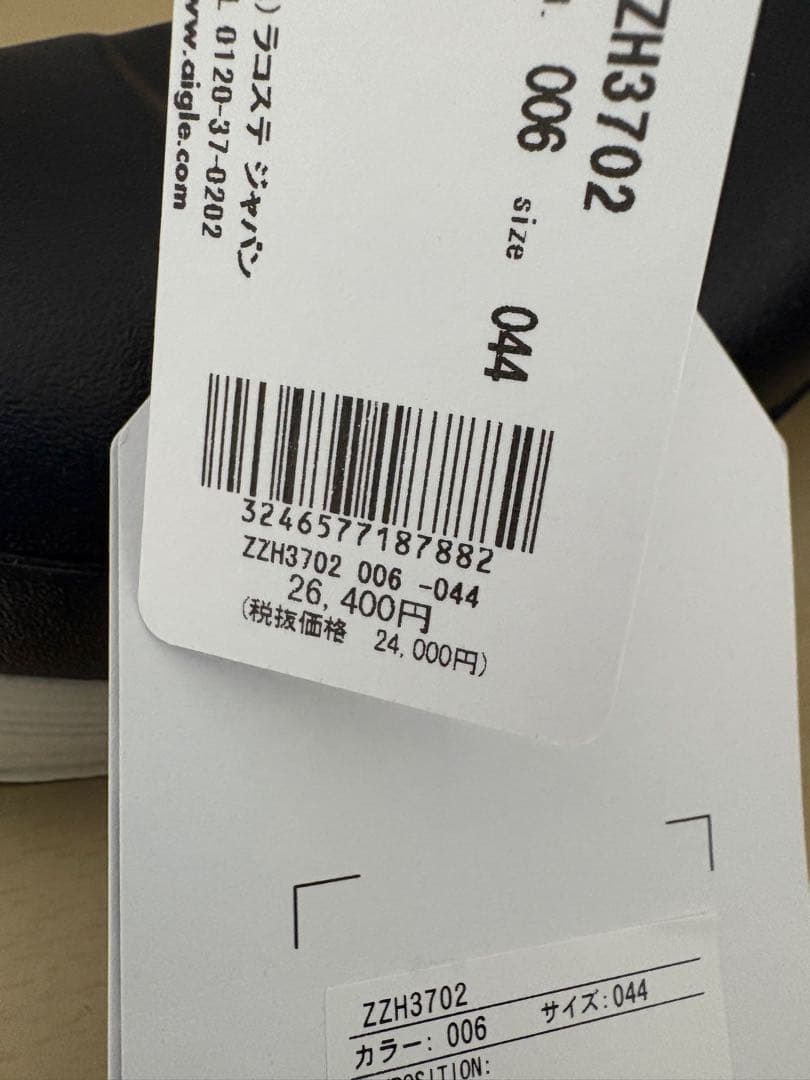 ZZH3702
006 size 044
)ラコステ ジャパン
0120-37-0202
ww.aigle.com
3246577187882
ZZH3702 006 -044
26,400円
(税抜価格 24,000円)
ZZH3702
カラー: 006 サイズ:044
POSITION: